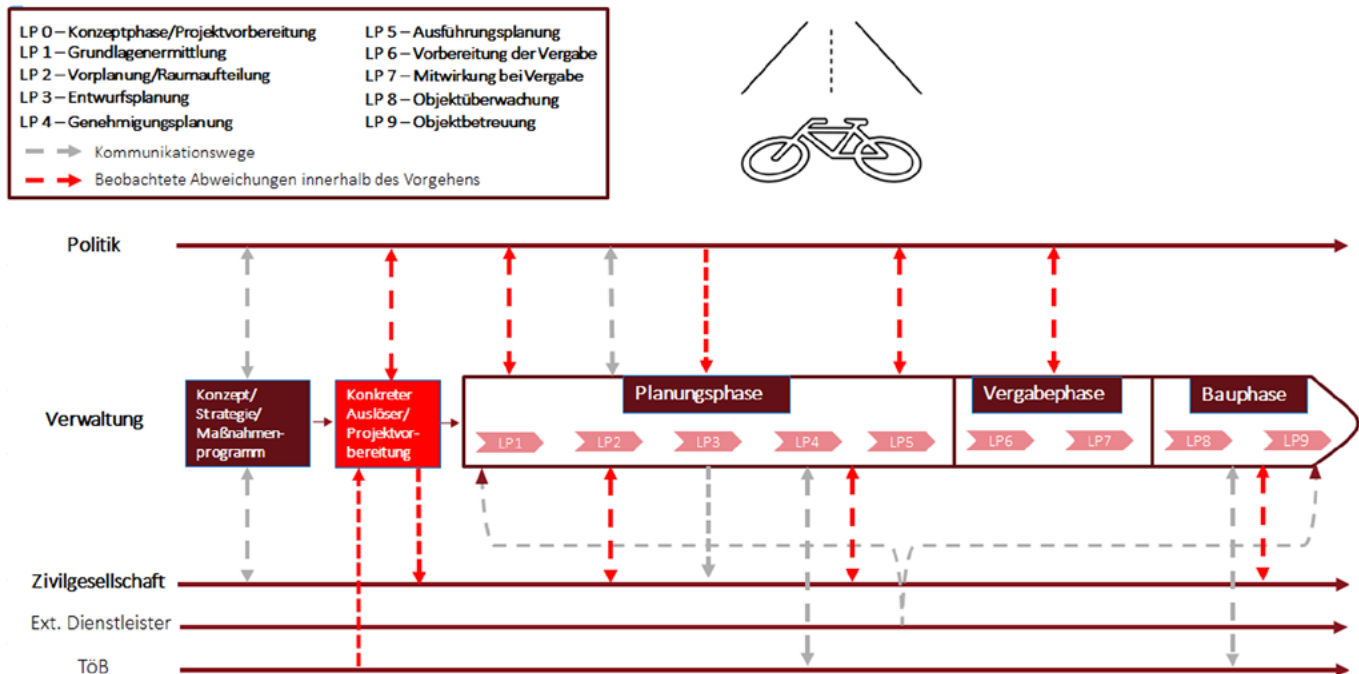 LP 0 – Konzeptphase/Projektvorbereitung
LP 1 – Grundlagenermittlung
LP 2 – Vorplanung/Raumaufteilung
LP 3 – Entwurfsplanung
LP 4 – Genehmigungsplanung
LP 5 – Ausführungsplanung
LP 6 – Vorbereitung der Vergabe
LP 7 – Mitwirkung bei Vergabe
LP 8 – Objektüberwachung
LP 9 – Objektbetreuung
Kommunikationswege
Beobachtete Abweichungen innerhalb des Vorgehens
Politik
Verwaltung
Konzept/
Strategie/
Maßnahmen-
programm
Konkreter
Auslöser/
Projektvor-
bereitung
Planungsphase
LP1
LP2
LP3
LP4
LP5
Vergabephase
LP6
LP7
Bauphase
LP8
LP9
Zivilgesellschaft
Ext. Dienstleister
TöB